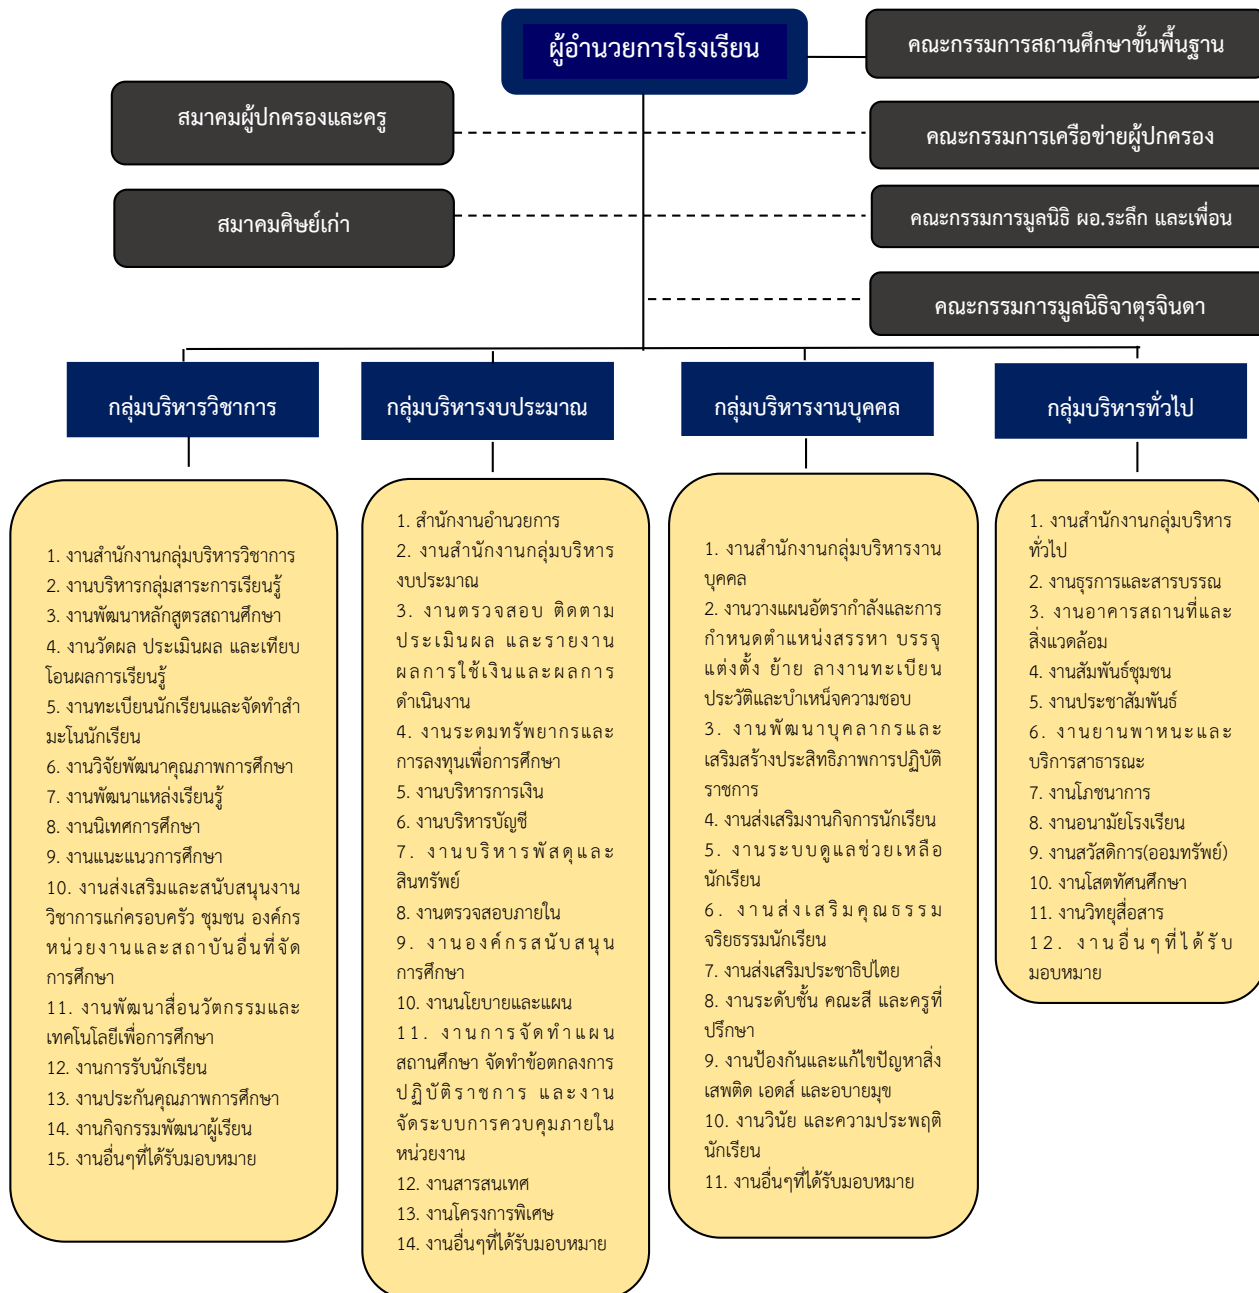 ผู้อำนวยการโรงเรียน
คณะกรรมการสถานศึกษาขั้นพื้นฐาน
สมาคมผู้ปกครองและครู
คณะกรรมการเครือข่ายผู้ปกครอง
สมาคมศิษย์เก่า
คณะกรรมการมูลนิธิ ผอ.ระลึก และเพื่อน
คณะกรรมการมูลนิธิจาตุรจินดา
กลุ่มบริหารวิชาการ
1. งานสำนักงานกลุ่มบริหารวิชาการ
2. งานบริหารกลุ่มสาระการเรียนรู้
3. งานพัฒนาหลักสูตรสถานศึกษา
4. งานวัดผล ประเมินผล และเทียบ
โอนผลการเรียนรู้
5. งานทะเบียนนักเรียนและจัดทำสำ
มะโนนักเรียน
6. งานวิจัยพัฒนาคุณภาพการศึกษา
7. งานพัฒนาแหล่งเรียนรู้
8. งานนิเทศการศึกษา
9. งานแนะแนวการศึกษา
10. งานส่งเสริมและสนับสนุนงาน
วิชาการแก่ครอบครัว ชุมชน องค์กร
หน่วยงานและสถาบันอื่นที่จัด
การศึกษา
11. งานพัฒนาสื่อนวัตกรรมและ
เทคโนโลยีเพื่อการศึกษา
12. งานการรับนักเรียน
13. งานประกันคุณภาพการศึกษา
14. งานกิจกรรมพัฒนาผู้เรียน
15. งานอื่นๆที่ได้รับมอบหมาย
กลุ่มบริหารงบประมาณ
1. สำนักงานอำนวยการ
2. งานสำนักงานกลุ่มบริหาร
งบประมาณ
3. งานตรวจสอบ ติดตาม
ประเมินผล และรายงาน
ผลการใช้เงินและผลการ
ดำเนินงาน
4. งานระดมทรัพยากรและ
การลงทุนเพื่อการศึกษา
5. งานบริหารการเงิน
6. งานบริหารบัญชี
7. งานบริหารพัสดุและ
สินทรัพย์
8. งานตรวจสอบภายใน
9. งานองค์กรสนับสนุน
การศึกษา
10. งานนโยบายและแผน
11. งานการจัดทำแผน
สถานศึกษา จัดทำข้อตกลงการ
ปฏิบัติราชการ และงาน
จัดระบบการควบคุมภายใน
หน่วยงาน
12. งานสารสนเทศ
13. งานโครงการพิเศษ
14. งานอื่นๆที่ได้รับมอบหมาย
กลุ่มบริหารงานบุคคล
1. งานสำนักงานกลุ่มบริหารงาน
บุคคล
2. งานวางแผนอัตรากำลังและการ
กำหนดตำแหน่งสรรหา บรรจุ
แต่งตั้ง ย้าย ลางานทะเบียน
ประวัติและบำเหน็จความชอบ
3. งานพัฒนาบุคลากรและ
เสริมสร้างประสิทธิภาพการปฏิบัติ
ราชการ
4. งานส่งเสริมงานกิจการนักเรียน
5. งานระบบดูแลช่วยเหลือ
นักเรียน
6. งานส่งเสริมคุณธรรม
จริยธรรมนักเรียน
7. งานส่งเสริมประชาธิปไตย
8. งานระดับชั้น คณะสี และครูที่
ปรึกษา
9. งานป้องกันและแก้ไขปัญหาสิ่ง
เสพติด เอดส์ และอบายมุข
10. งานวินัย และความประพฤติ
นักเรียน
11. งานอื่นๆที่ได้รับมอบหมาย
กลุ่มบริหารทั่วไป
1. งานสำนักงานกลุ่มบริหาร
ทั่วไป
2. งานธุรการและสารบรรณ
3. งานอาคารสถานที่และ
สิ่งแวดล้อม
4. งานสัมพันธ์ชุมชน
5. งานประชาสัมพันธ์
6. งานยานพาหนะและ
บริการสาธารณะ
7. งานโภชนาการ
8. งานอนามัยโรงเรียน
9. งานสวัสดิการ(ออมทรัพย์)
10. งานโสตทัศนศึกษา
11. งานวิทยุสื่อสาร
12. งานอื่นๆที่ได้รับ
มอบหมาย